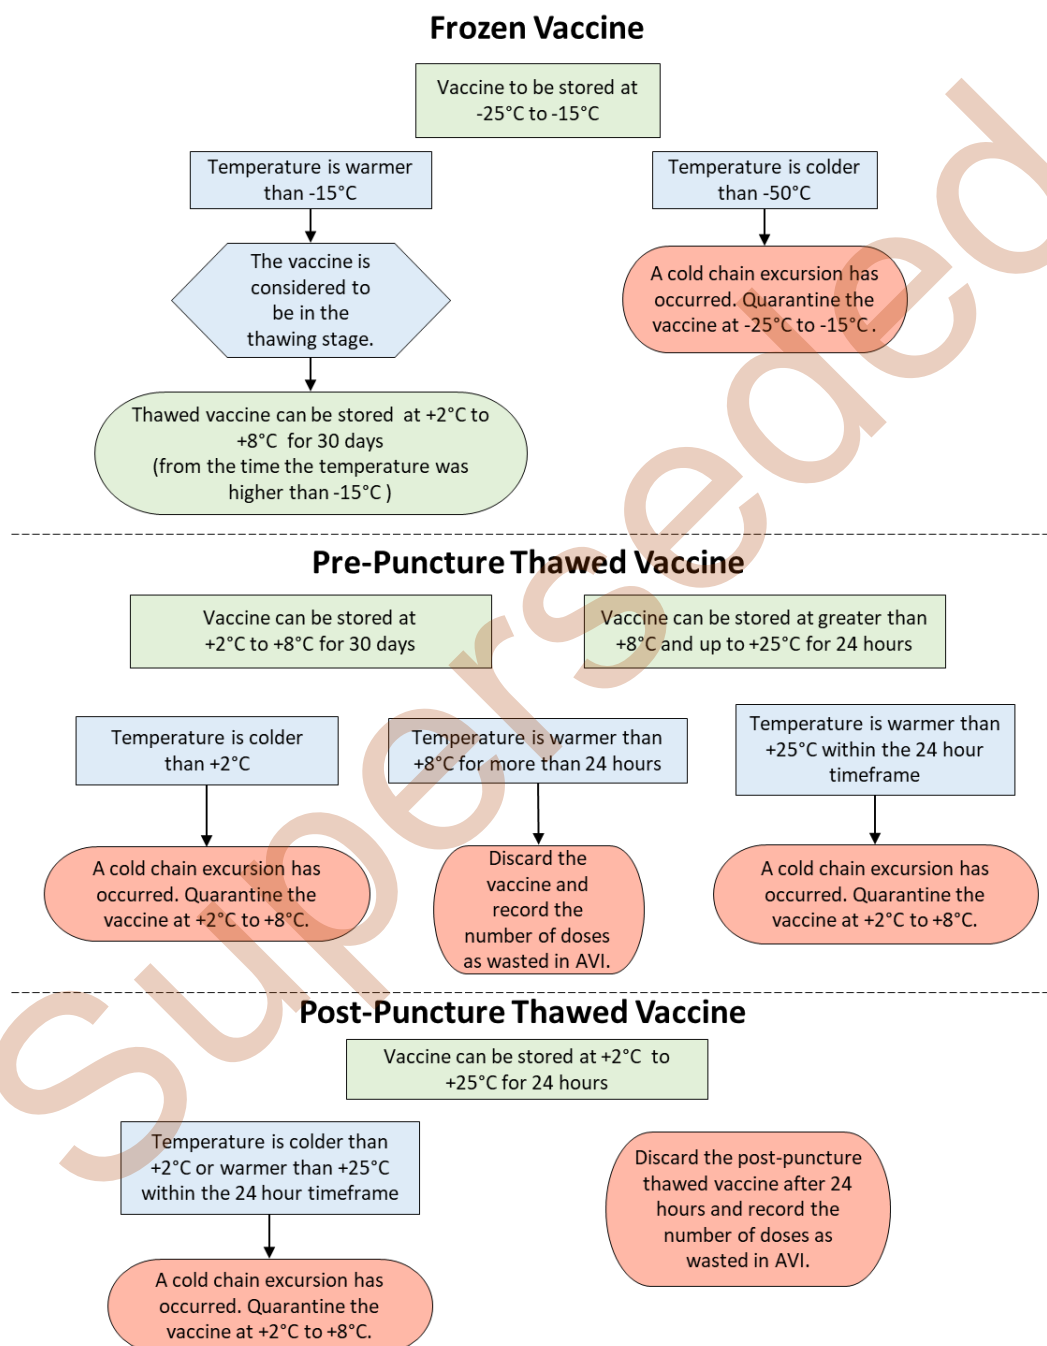 Frozen Vaccine
Vaccine to be stored at
-25°C to -15°C
Temperature is warmer
than -15°C
Temperature is colder
than -50°C
The vaccine is
considered to
be in the
thawing stage.
A cold chain excursion has
occurred. Quarantine the
vaccine at -25°C to -15°C .
Thawed vaccine can be stored at +2°C to
+8°C for 30 days
(from the time the temperature was
higher than -15°C )
Pre-Puncture Thawed Vaccine
Vaccine can be stored at
+2°C to +8°C for 30 days
Vaccine can be stored at greater than
+8°C and up to +25°C for 24 hours
Temperature is colder
than +2°C
Temperature is warmer than
+8°C for more than 24 hours
Temperature is warmer than
+25°C within the 24 hour
timeframe
A cold chain excursion has
occurred. Quarantine the
vaccine at +2°C to +8°C.
Discard the
vaccine and
record the
number of doses
as wasted in AVI.
A cold chain excursion has
occurred. Quarantine the
vaccine at +2°C to +8°C.
Post-Puncture Thawed Vaccine
Vaccine can be stored at +2°C to
+25°C for 24 hours
Temperature is colder than
+2°C or warmer than +25°C
within the 24 hour timeframe
Discard the post-puncture
thawed vaccine after 24
hours and record the
number of doses as
wasted in AVI.
A cold chain excursion has
occurred. Quarantine the
vaccine at +2°C to +8°C.
Superseded